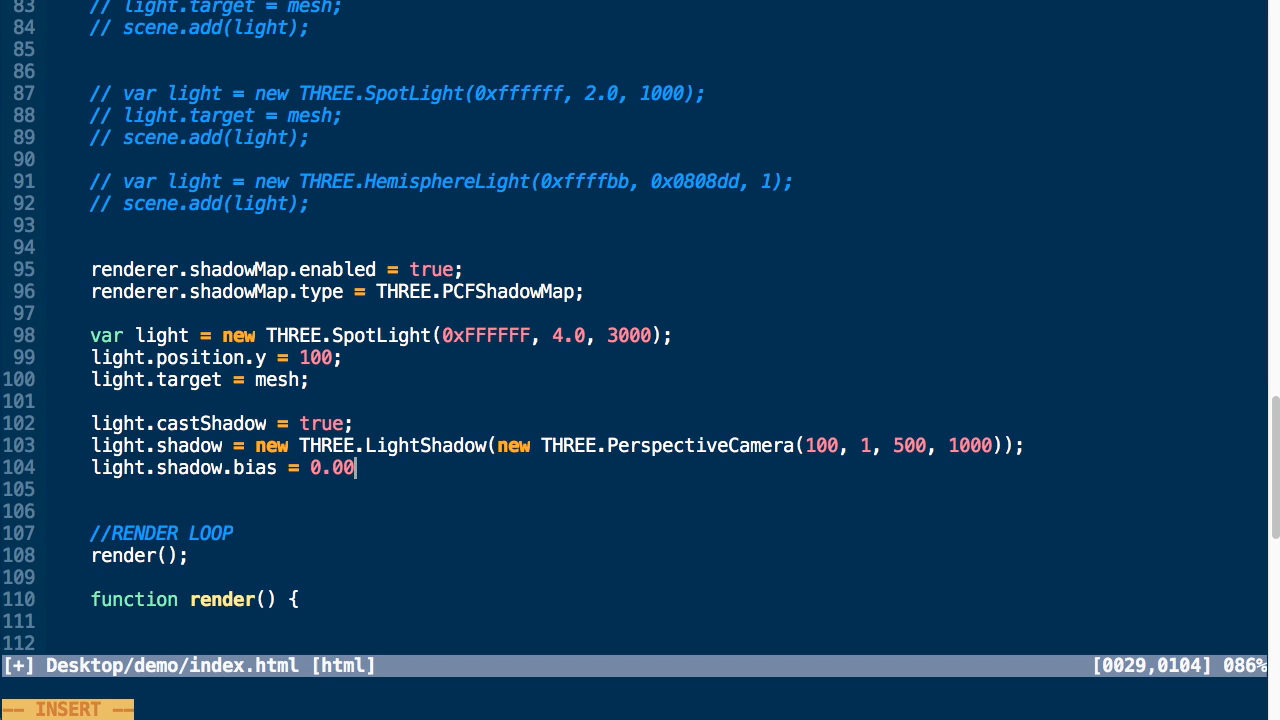 83 // light.target = mesh;
84 // scene.add(light);
85
86
87 // var light = new THREE.SpotLight(0xffffff, 2.0, 1000);
88 // light.target = mesh;
89 // scene.add(light);
90
91 // var light = new THREE.HemisphereLight(0xffffbb, 0x0808dd, 1);
92 // scene.add(light);
93
94
95 renderer.shadowMap.enabled = true;
96 renderer.shadowMap.type = THREE.PCFShadowMap;
97
98 var light = new THREE.SpotLight(0xFFFFFF, 4.0, 3000);
99 light.position.y = 100;
100 light.target = mesh;
101
102 light.castShadow = true;
103 light.shadow = new THREE.LightShadow(new THREE.PerspectiveCamera(100, 1, 500, 1000));
104 light.shadow.bias = 0.00
105
106
107 //RENDER LOOP
108 render();
109
110 function render() {
111
112
[+] Desktop/demo/index.html [html] [0029,0104] 086%
-- INSERT --